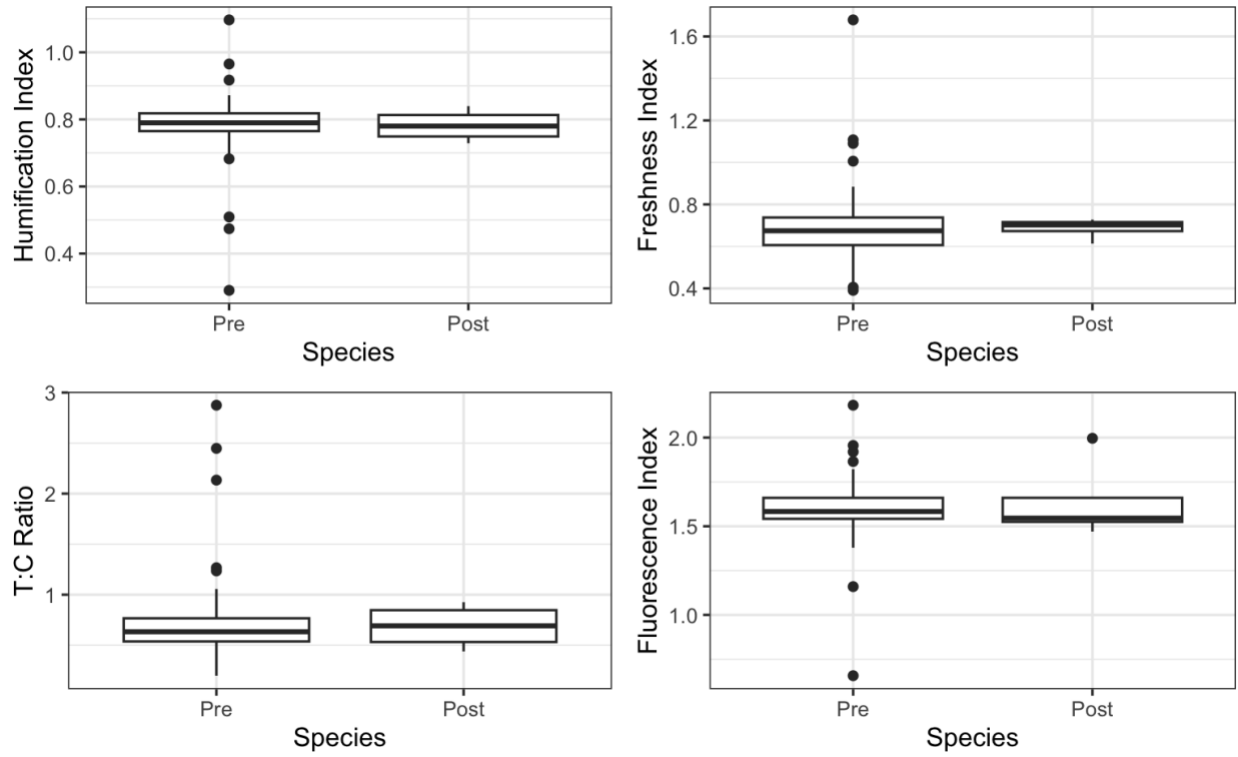 Humification Index
1.0
0.8
0.6
0.4
Pre Post
Species
Freshness Index
1.6
1.2
0.8
0.4
Pre Post
Species
T:C Ratio
3
2
1
Pre Post
Species
Fluorescence Index
2.0
1.5
1.0
Pre Post
Species